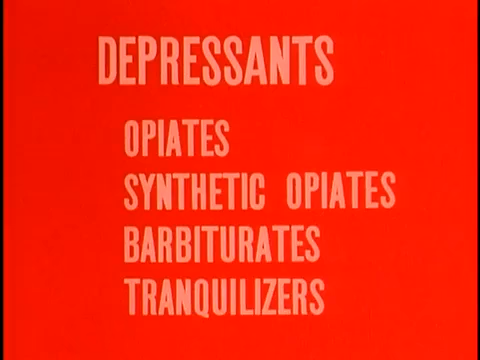 DEPRESSANTS
OPIATES
SYNTHETIC OPIATES
BARBITURATES
TRANQUILIZERS